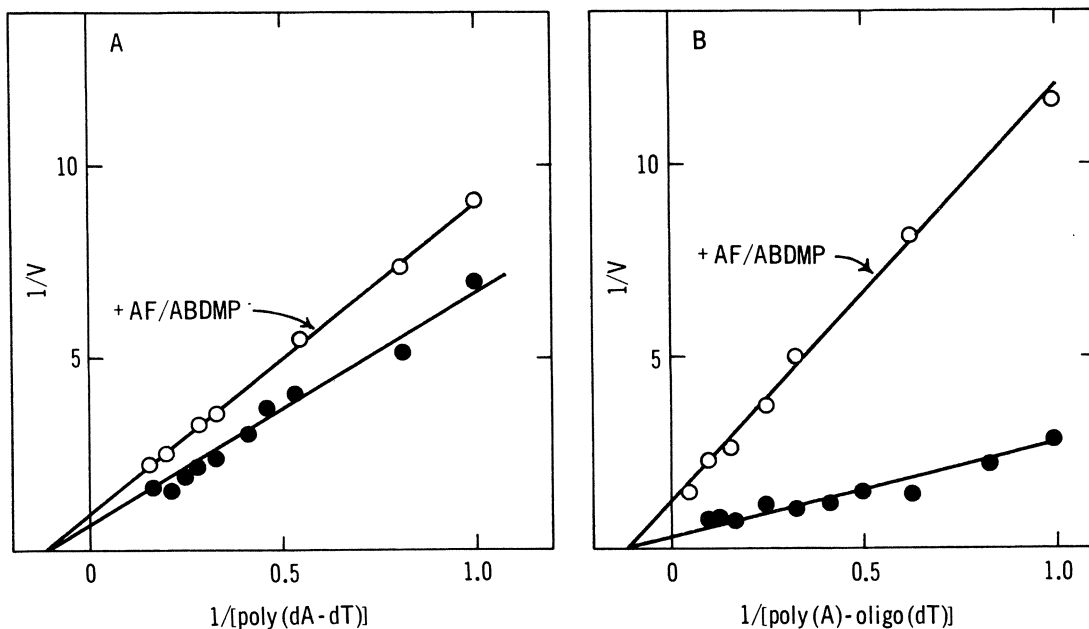 A
10
5
1/V
+ AF/ABDMP
0
0.5
1.0
1/[poly (dA - dT)]
B
10
5
1/V
+ AF/ABDMP
0
0.5
1.0
1/[poly (A) - oligo (dT)]